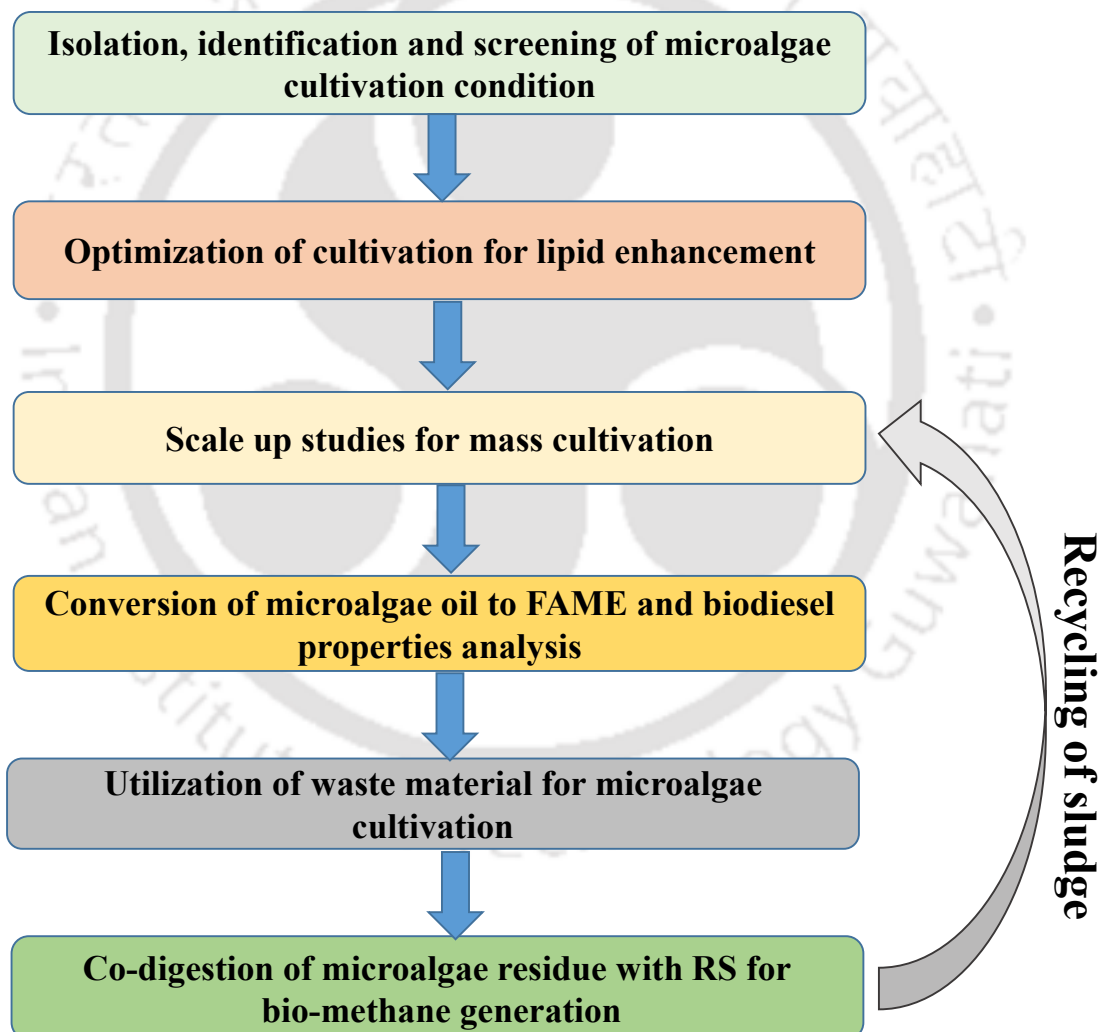 Isolation, identification and screening of microalgae
cultivation condition
Optimization of cultivation for lipid enhancement
Scale up studies for mass cultivation
Conversion of microalgae oil to FAME and biodiesel
properties analysis
Utilization of waste material for microalgae
cultivation
Co-digestion of microalgae residue with RS for
bio-methane generation
Recycling of sludge